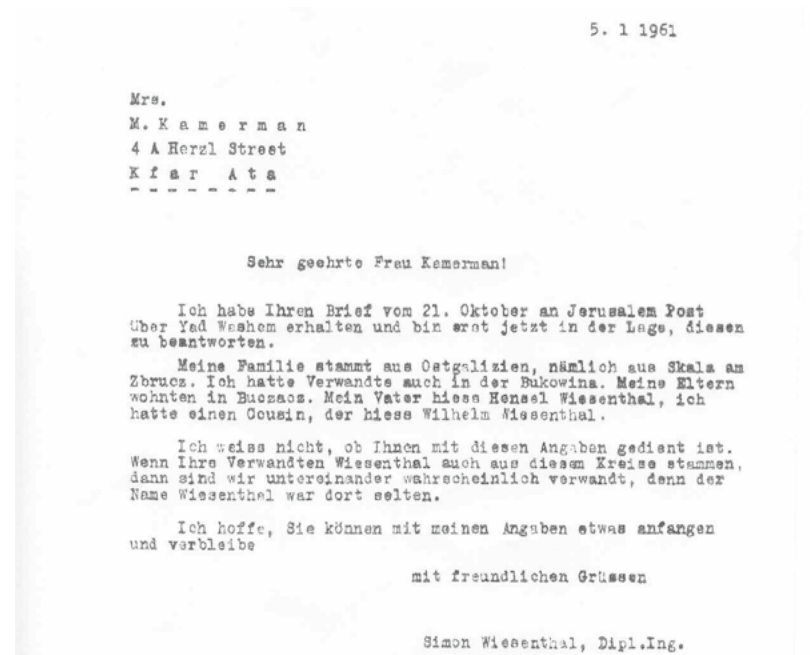 5. 1 1961
Mrs.
M. K a m e r m a n
4 A Herzl Street
K f a r   A t a
- - - - - - - -
Sehr geehrte Frau Kamerman!
Ich habe Ihren Brief vom 21. Oktober an Jerusalem Post
über Yad Washem erhalten und bin erst jetzt in der Lage, diesen
zu beantworten.
Meine Familie stammt aus Ostgalizien, nämlich aus Skala am
Zbrucz. Ich hatte Verwandte auch in der Bukowina. Meine Eltern
wohnten in Buczacz. Mein Vater hiess Hensel Wiesenthal, ich
hatte einen Cousin, der hiess Wilhelm Wiesenthal.
Ich weiss nicht, ob Ihnen mit diesen Angaben gedient ist.
Wenn Ihre Verwandten Wiesenthal auch aus diesem Kreise stammen,
dann sind wir untereinander wahrscheinlich verwandt, denn der
Name Wiesenthal war dort selten.
Ich hoffe, Sie können mit meinen Angaben etwas anfangen
und verbleibe
mit freundlichen Grüssen
Simon Wiesenthal, Dipl.Ing.